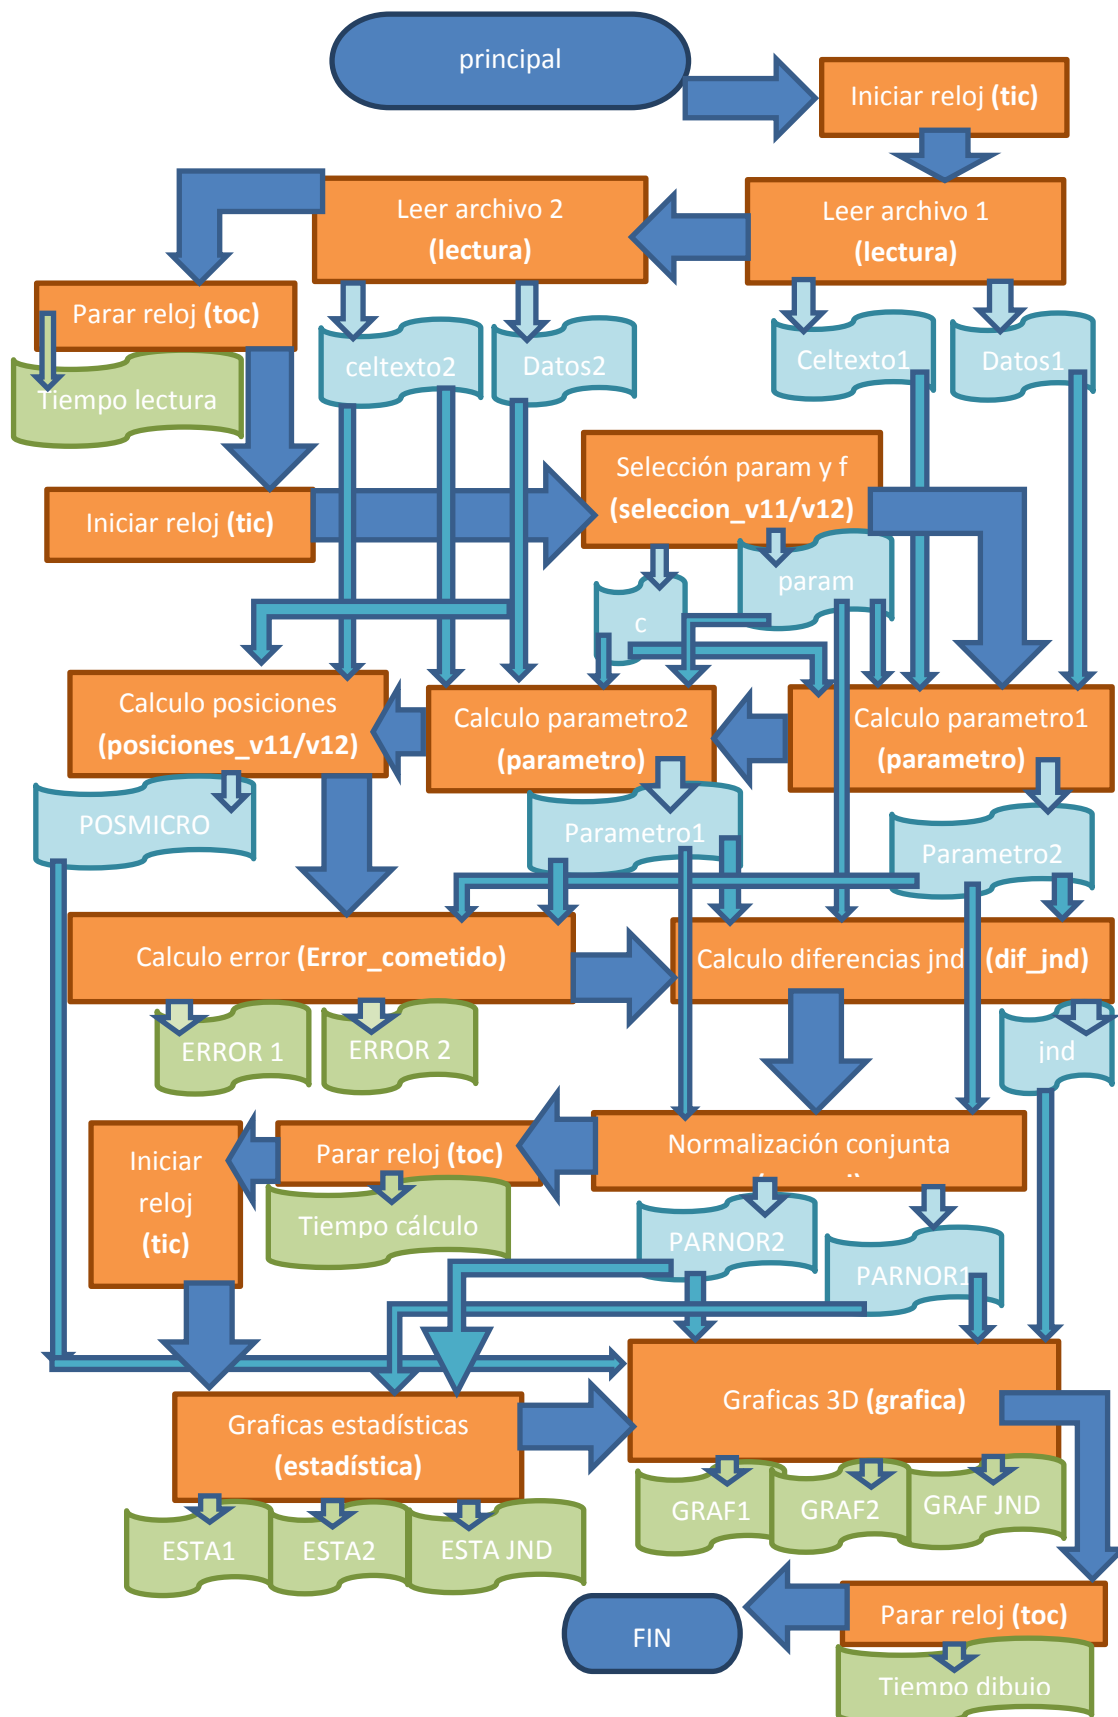 principal
Iniciar reloj (tic)
Leer archivo 2
(lectura)
Leer archivo 1
(lectura)
Parar reloj (toc)
Tiempo lectura
celtexto2
Datos2
Celtexto1
Datos1
Selección param y f
(seleccion_v11/v12)
Iniciar reloj (tic)
param
c
Calculo posiciones
(posiciones_v11/v12)
Calculo parametro2
(parametro)
Calculo parametro1
(parametro)
POSMICRO
Parametro1
Parametro2
Calculo error (Error_cometido)
Calculo diferencias jnd (dif_jnd)
ERROR 1
ERROR 2
jnd
Normalización conjunta
Parar reloj (toc)
Iniciar
reloj
(tic)
Tiempo cálculo
PARNOR2
PARNOR1
Graficas estadísticas
(estadística)
Graficas 3D (grafica)
ESTA1
ESTA2
ESTA JND
GRAF1
GRAF2
GRAF JND
Parar reloj (toc)
FIN
Tiempo dibujo